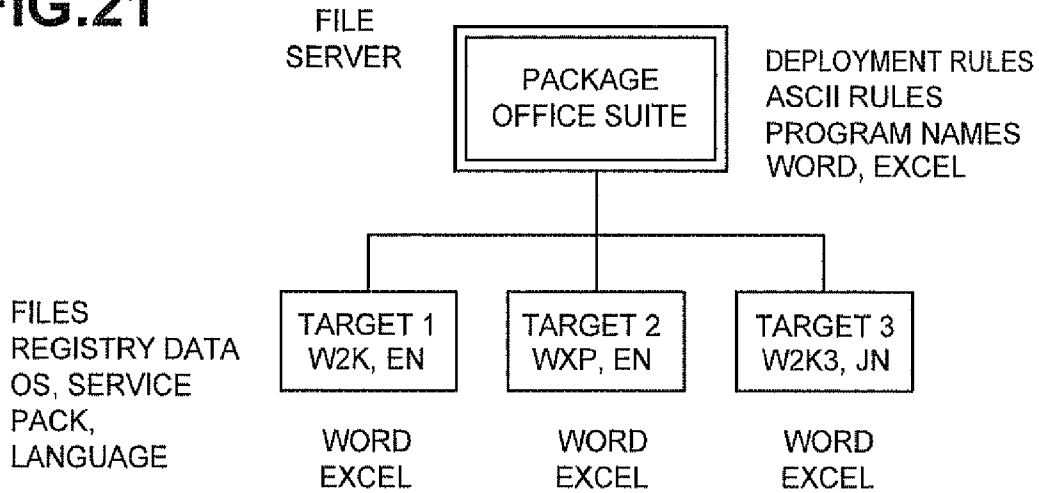 FIG.21
FILE
SERVER
PACKAGE
OFFICE SUITE
DEPLOYMENT RULES
ASCII RULES
PROGRAM NAMES
WORD, EXCEL
FILES
REGISTRY DATA
OS, SERVICE
PACK,
LANGUAGE
TARGET 1
W2K, EN
TARGET 2
WXP, EN
TARGET 3
W2K3, JN
WORD
EXCEL
WORD
EXCEL
WORD
EXCEL